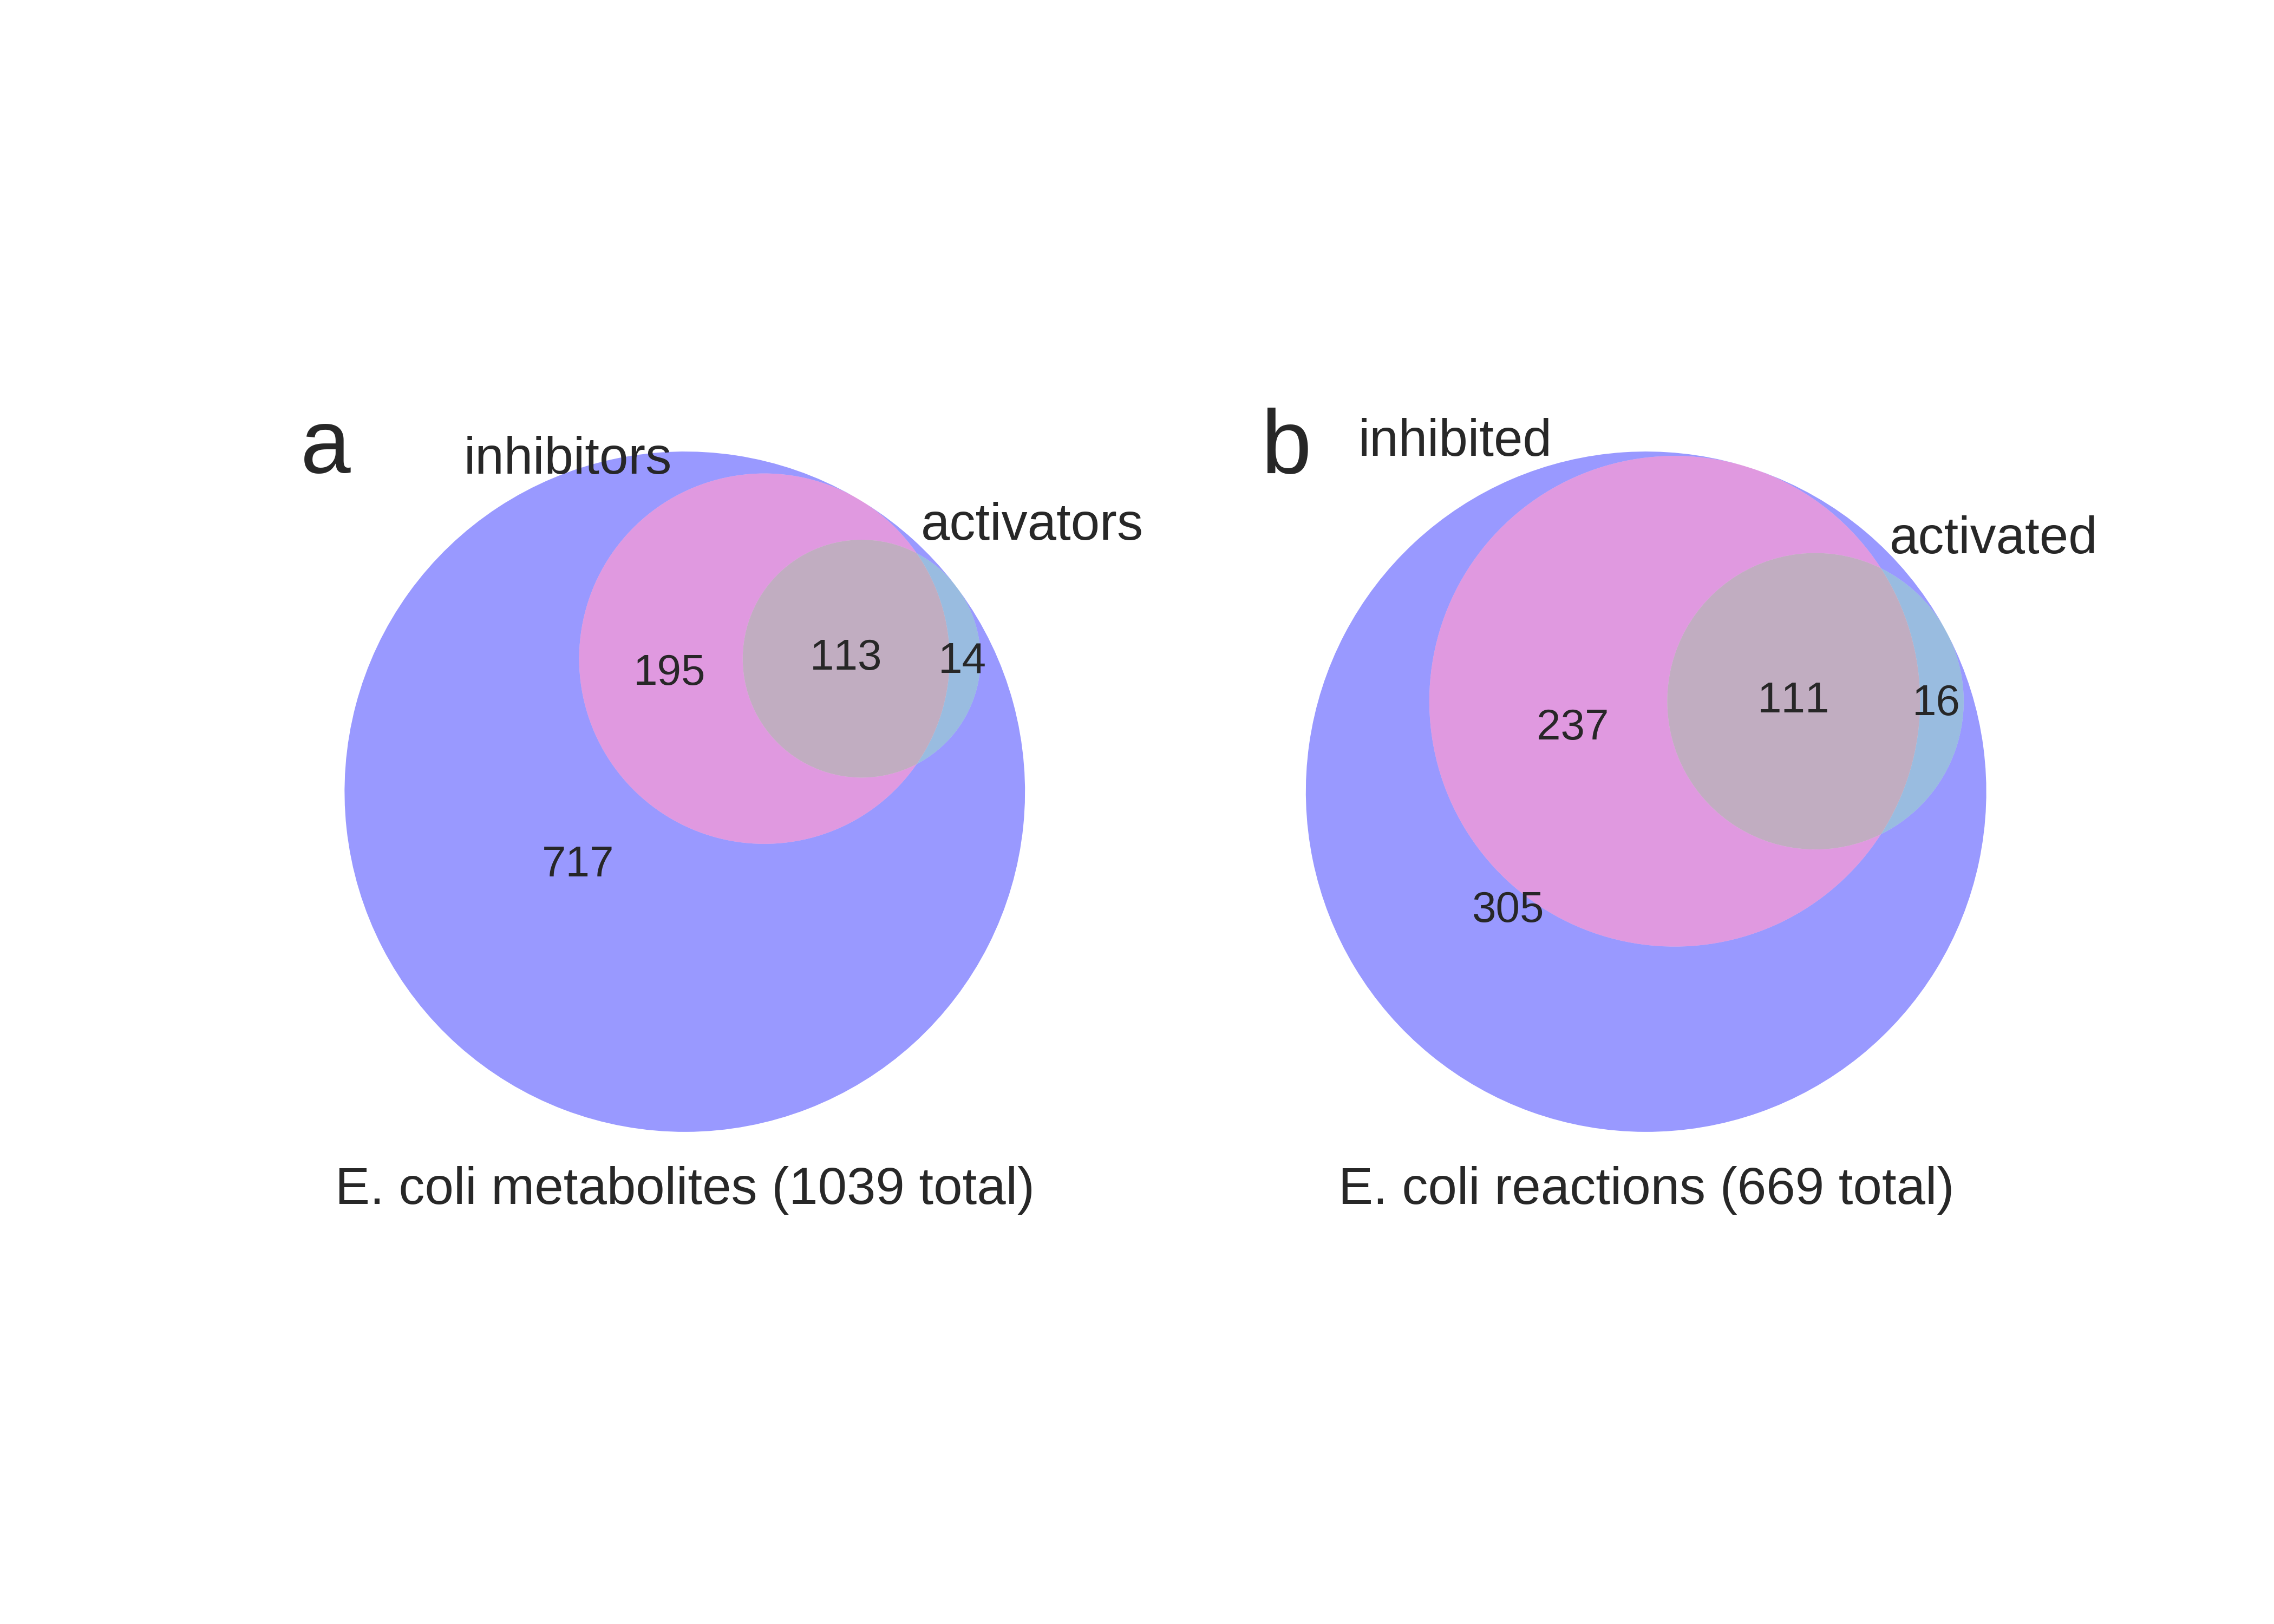 a
inhibitors
activators
195
113
14
717
E. coli metabolites (1039 total)
b
inhibited
activated
237
111
16
305
E. coli reactions (669 total)